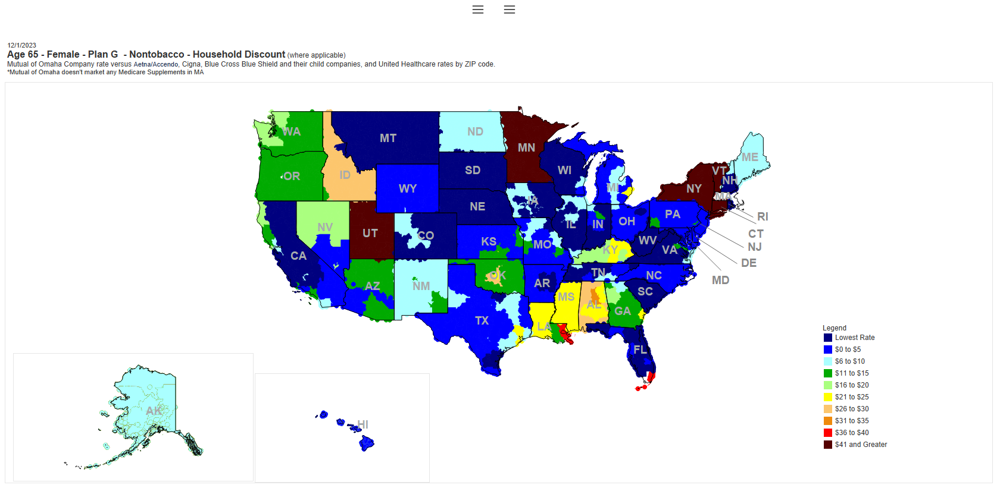 12/1/2023
Age 65 - Female - Plan G - Nontobacco - Household Discount (where applicable)
Mutual of Omaha Company rate versus Aetna/Accendo, Cigna, Blue Cross Blue Shield and their child companies, and United Healthcare rates by ZIP code.
*Mutual of Omaha doesn't market any Medicare Supplements in MA
WA
MT
ND
MN
OR
ID
SD
WI
WY
NE
IA
MI
NY
VT
NH
ME
MA
RI
CT
NJ
DE
MD
NV
UT
CO
CA
KS
MO
IL
IN
OH
PA
WV
VA
KY
AZ
NM
OK
AR
TN
NC
SC
MS
AL
GA
TX
LA
FL
AK
HI
Legend
Lowest Rate
$0 to $5
$6 to $10
$11 to $15
$16 to $20
$21 to $25
$26 to $30
$31 to $35
$36 to $40
$41 and Greater